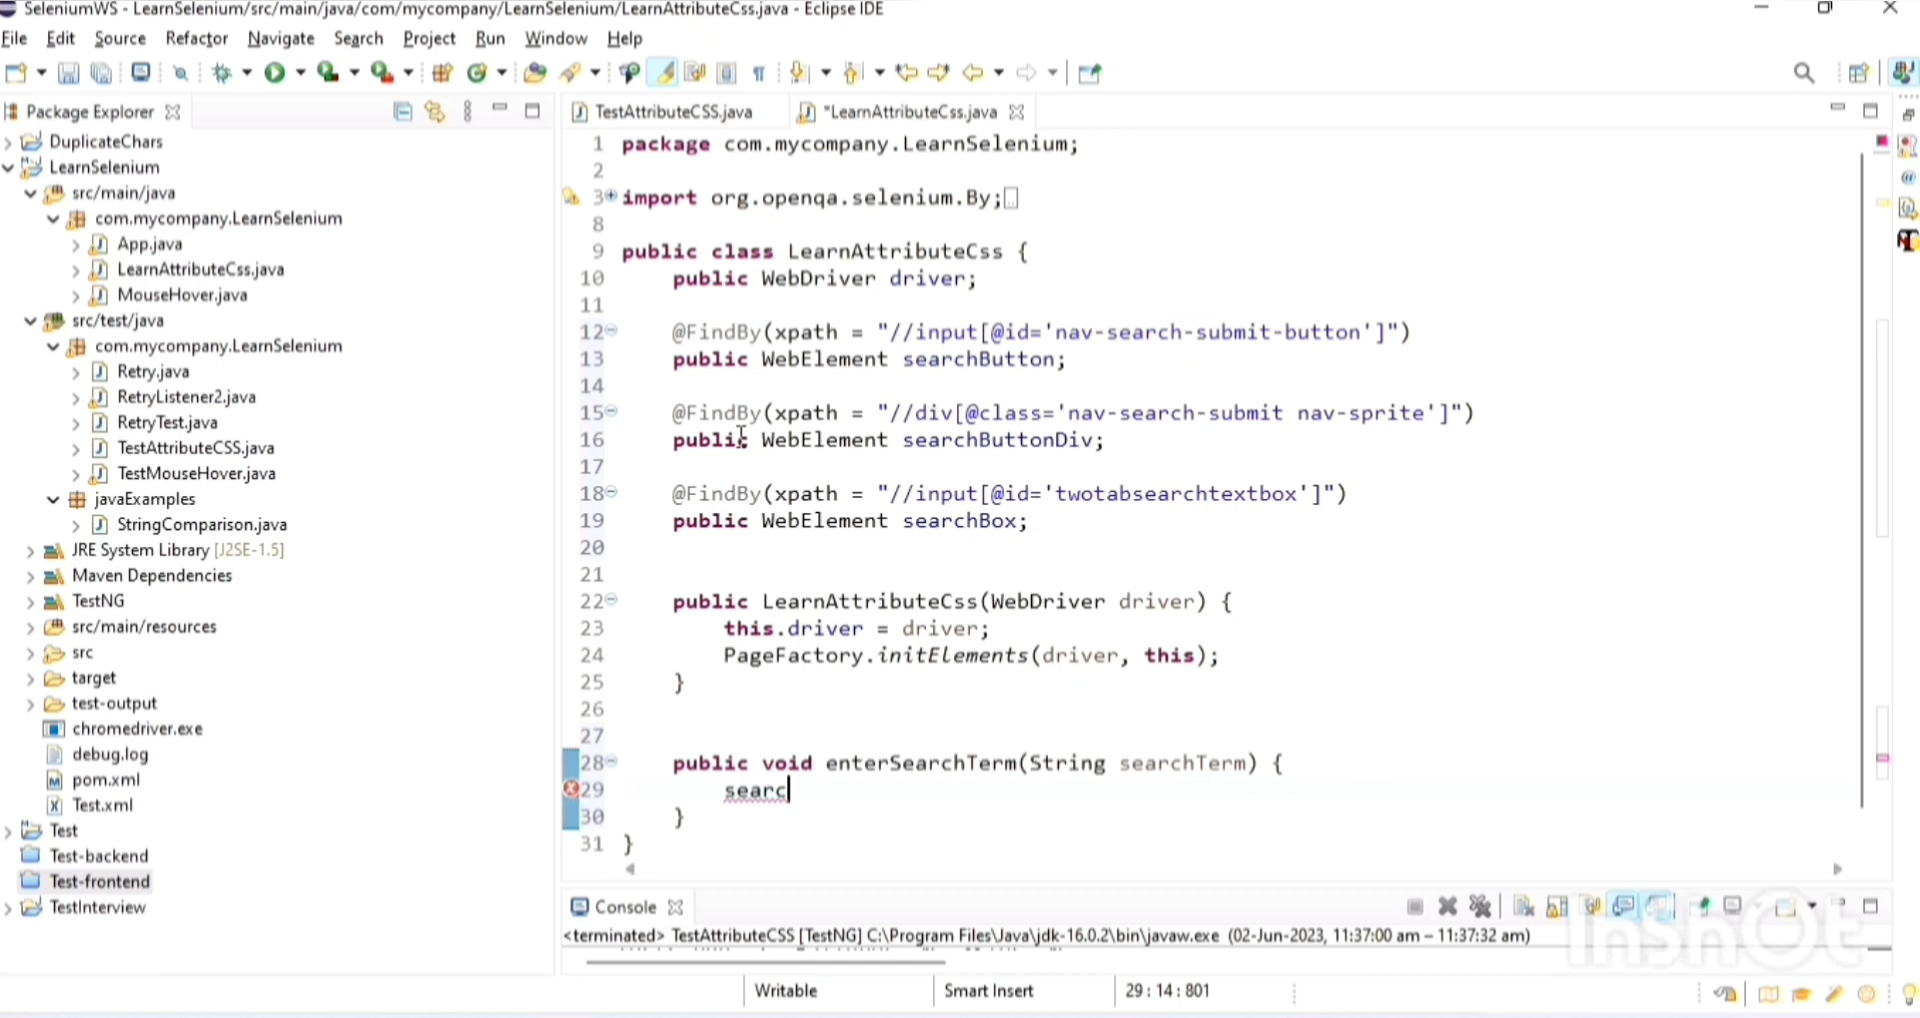 SeleniumWS - LearnSelenium/src/main/java/com/mycompany/LearnSelenium/LearnAttributeCss.java - Eclipse IDE
File Edit Source Refactor Navigate Search Project Run Window Help
Package Explorer
DuplicateChars
LearnSelenium
src/main/java
com.mycompany.LearnSelenium
App.java
LearnAttributeCss.java
MouseHover.java
src/test/java
com.mycompany.LearnSelenium
Retry.java
RetryListener2.java
RetryTest.java
TestAttributeCSS.java
TestMouseHover.java
javaExamples
StringComparison.java
JRE System Library [J2SE-1.5]
Maven Dependencies
TestNG
src/main/resources
src
target
test-output
chromedriver.exe
debug.log
pom.xml
Test.xml
Test
Test-backend
Test-frontend
TestInterview
TestAttributeCSS.java *LearnAttributeCss.java
1 package com.mycompany.LearnSelenium;
2
3 import org.openqa.selenium.By;
8
9 public class LearnAttributeCss {
10 public WebDriver driver;
11
12 @FindBy(xpath = "//input[@id='nav-search-submit-button']")
13 public WebElement searchButton;
14
15 @FindBy(xpath = "//div[@class='nav-search-submit nav-sprite']")
16 public WebElement searchButtonDiv;
17
18 @FindBy(xpath = "//input[@id='twotabsearchtextbox']")
19 public WebElement searchBox;
20
21
22 public LearnAttributeCss(WebDriver driver) {
23 this.driver = driver;
24 PageFactory.initElements(driver, this);
25 }
26
27
28 public void enterSearchTerm(String searchTerm) {
29 searc
30 }
31 }
Console
<terminated> TestAttributeCSS [TestNG] C:\Program Files\Java\jdk-16.0.2\bin\javaw.exe (02-Jun-2023, 11:37:00 am – 11:37:32 am)
InShOt
Writable Smart Insert 29 : 14 : 801